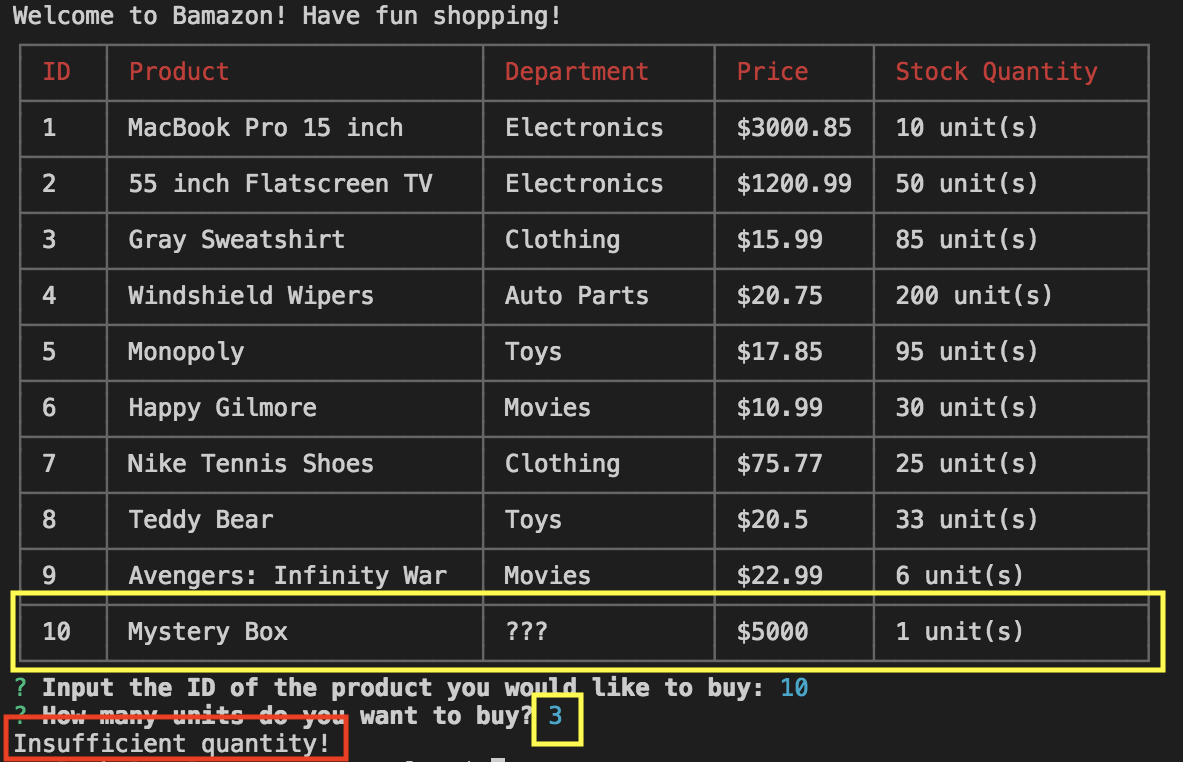 Welcome to Bamazon! Have fun shopping!
ID Product Department Price Stock Quantity
1 MacBook Pro 15 inch Electronics $3000.85 10 unit(s)
2 55 inch Flatscreen TV Electronics $1200.99 50 unit(s)
3 Gray Sweatshirt Clothing $15.99 85 unit(s)
4 Windshield Wipers Auto Parts $20.75 200 unit(s)
5 Monopoly Toys $17.85 95 unit(s)
6 Happy Gilmore Movies $10.99 30 unit(s)
7 Nike Tennis Shoes Clothing $75.77 25 unit(s)
8 Teddy Bear Toys $20.5 33 unit(s)
9 Avengers: Infinity War Movies $22.99 6 unit(s)
10 Mystery Box ??? $5000 1 unit(s)
? Input the ID of the product you would like to buy: 10
? How many units do you want to buy? 3
Insufficient quantity!